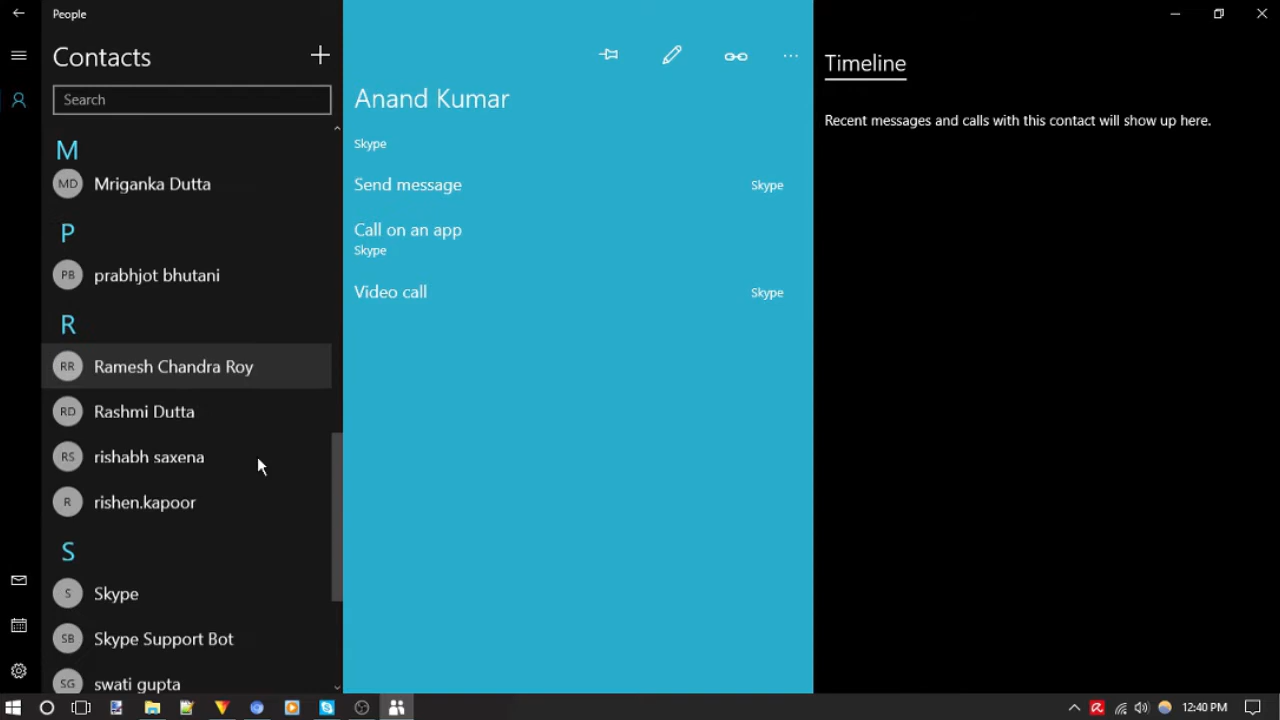 People
Contacts
Search
M
MD Mriganka Dutta
P
PB prabhjot bhutani
R
RR Ramesh Chandra Roy
RD Rashmi Dutta
RS rishabh saxena
R rishen.kapoor
S
S Skype
SB Skype Support Bot
SG swati gupta
Anand Kumar
Skype
Send message Skype
Call on an app
Skype
Video call Skype
Timeline
Recent messages and calls with this contact will show up here.
12:40 PM